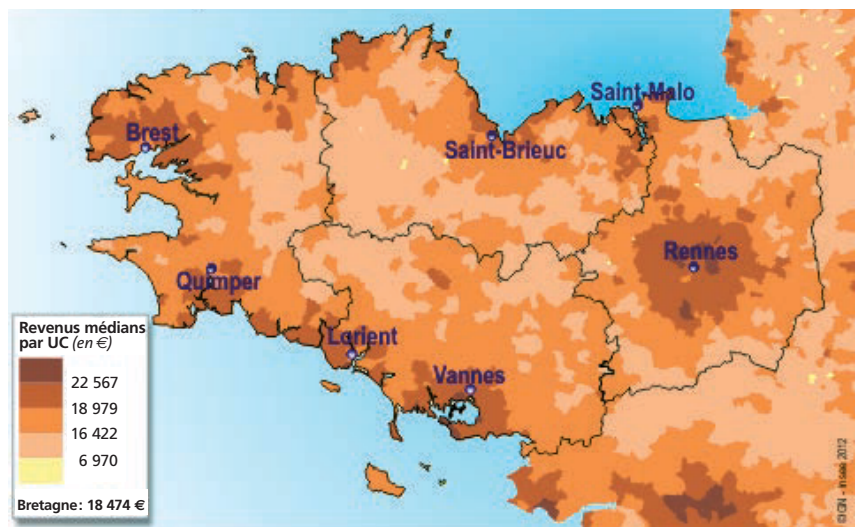 Saint-Malo
Brest
Saint-Brieuc
Rennes
Quimper
Lorient
Vannes
Revenus médians
par UC (en €)
22 567
18 979
16 422
6 970
Bretagne : 18 474 €
©IGN - Insee 2012